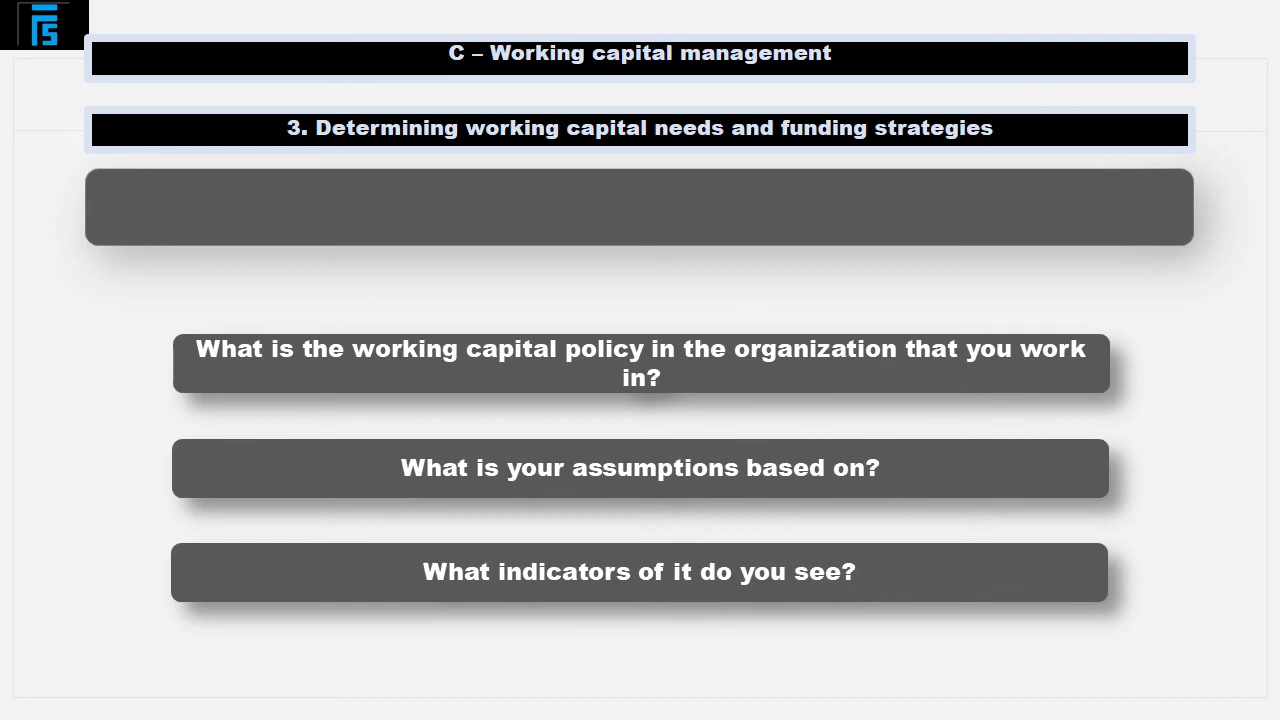 C – Working capital management
3. Determining working capital needs and funding strategies
What is the working capital policy in the organization that you work
in?
What is your assumptions based on?
What indicators of it do you see?